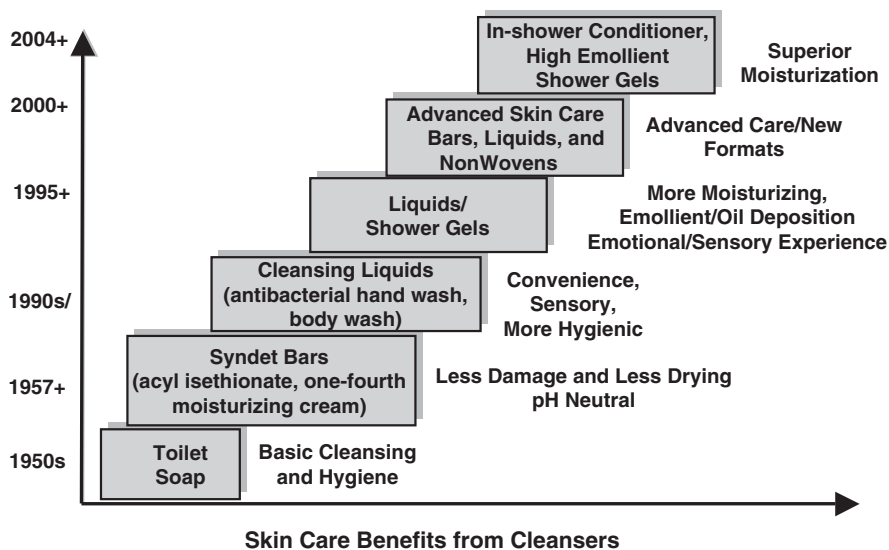 2004+
In-shower Conditioner,
High Emollient
Shower Gels
Superior
Moisturization
2000+
Advanced Skin Care
Bars, Liquids, and
NonWovens
Advanced Care/New
Formats
1995+
Liquids/
Shower Gels
More Moisturizing,
Emollient/Oil Deposition
Emotional/Sensory Experience
1990s/
Cleansing Liquids
(antibacterial hand wash,
body wash)
Convenience,
Sensory,
More Hygienic
1957+
Syndet Bars
(acyl isethionate, one-fourth
moisturizing cream)
Less Damage and Less Drying
pH Neutral
1950s
Toilet
Soap
Basic Cleansing
and Hygiene
Skin Care Benefits from Cleansers